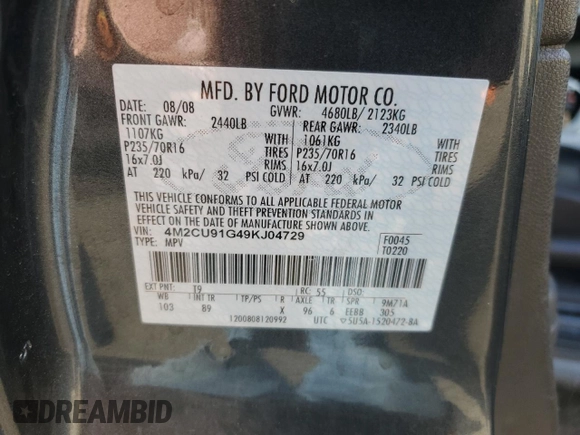 MFD. BY FORD MOTOR CO.
DATE: 08/08 GVWR: 4680LB/ 2123KG
FRONT GAWR: 2440LB REAR GAWR: 2340LB
1107KG WITH 1061KG WITH
P235/70R16 TIRES P235/70R16 TIRES
16x7.0J RIMS 16x7.0J RIMS
AT 220 kPa/ 32 PSI COLD AT 220 kPa/ 32 PSI COLD
THIS VEHICLE CONFORMS TO ALL APPLICABLE FEDERAL MOTOR
VEHICLE SAFETY AND THEFT PREVENTION STANDARDS IN
EFFECT ON THE DATE OF MANUFACTURE SHOWN ABOVE.
VIN: 4M2CU91G49KJ04729 F0045
TYPE: MPV T0220
EXT PNT: T9 RC: 55 DSO:
WB INT TR TP/PS R AXLE TR SPR 9M71A
103 89 X 96 6 EEBB 305
1200808120992 UTC ▽SU5A-1520472-BA
DREAMBID